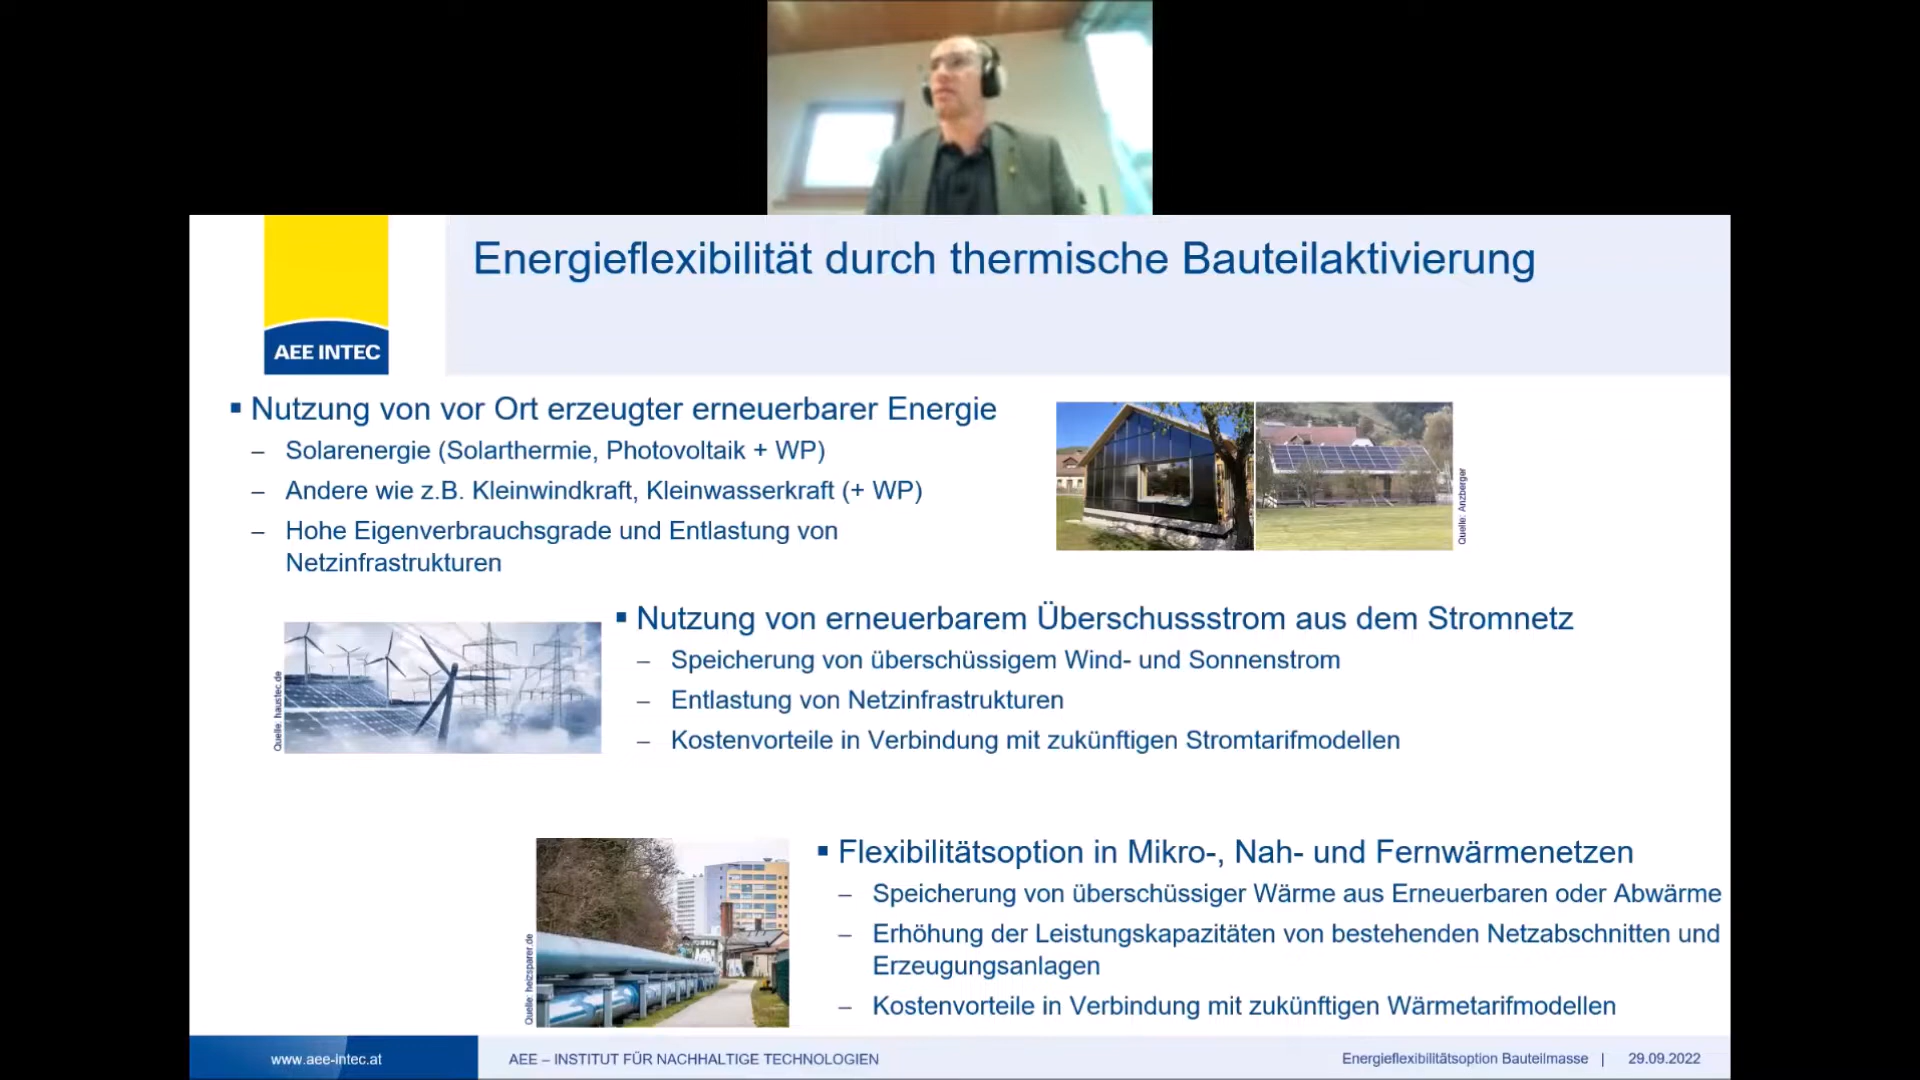 Energieflexibilität durch thermische Bauteilaktivierung
AEE INTEC
▪ Nutzung von vor Ort erzeugter erneuerbarer Energie
– Solarenergie (Solarthermie, Photovoltaik + WP)
– Andere wie z.B. Kleinwindkraft, Kleinwasserkraft (+ WP)
– Hohe Eigenverbrauchsgrade und Entlastung von
Netzinfrastrukturen
Quelle: Anzberger
▪ Nutzung von erneuerbarem Überschussstrom aus dem Stromnetz
– Speicherung von überschüssigem Wind- und Sonnenstrom
– Entlastung von Netzinfrastrukturen
– Kostenvorteile in Verbindung mit zukünftigen Stromtarifmodellen
Quelle: haustec.de
▪ Flexibilitätsoption in Mikro-, Nah- und Fernwärmenetzen
– Speicherung von überschüssiger Wärme aus Erneuerbaren oder Abwärme
– Erhöhung der Leistungskapazitäten von bestehenden Netzabschnitten und
Erzeugungsanlagen
– Kostenvorteile in Verbindung mit zukünftigen Wärmetarifmodellen
Quelle: heizsparer.de
www.aee-intec.at
AEE – INSTITUT FÜR NACHHALTIGE TECHNOLOGIEN
Energieflexibilitätsoption Bauteilmasse | 29.09.2022